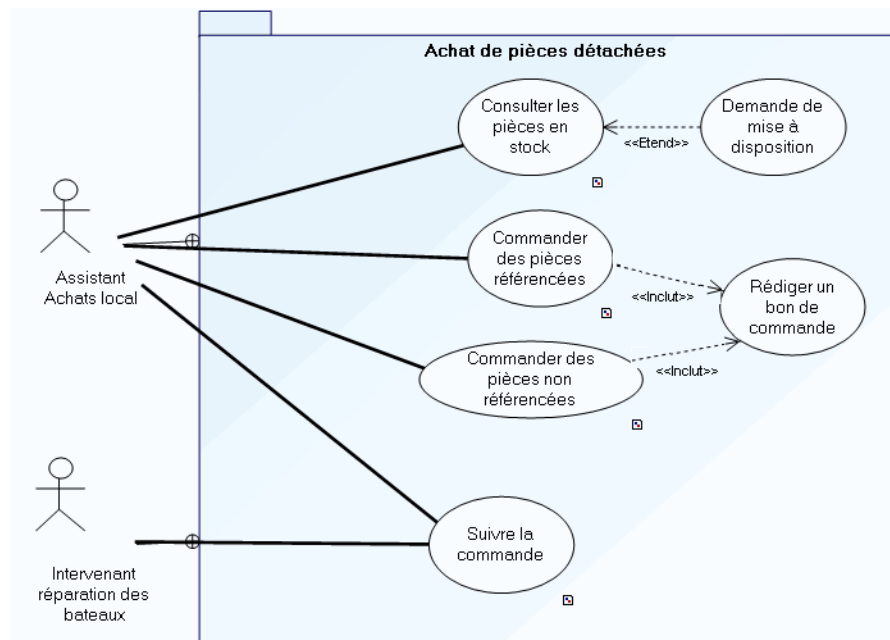 Achat de pièces détachées
Consulter les
pièces en
stock
<<Etend>>
Demande de
mise à
disposition
Assistant
Achats local
Commander
des pièces
référencées
<<Inclut>>
Rédiger un
bon de
commande
Commander des
pièces non
référencées
<<Inclut>>
Suivre la
commande
Intervenant
réparation des
bateaux